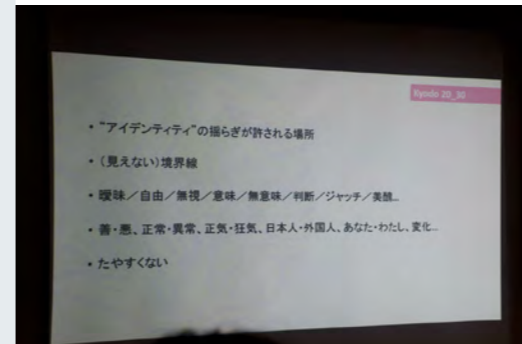 Kyodo 20_30
• “アイデンティティ”の揺らぎが許される場所
• （見えない）境界線
• 曖昧／自由／無視／意味／無意味／判断／ジャッチ／美醜...
• 善・悪、正常・異常、正気・狂気、日本人・外国人、あなた・わたし、変化...
• たやすくない